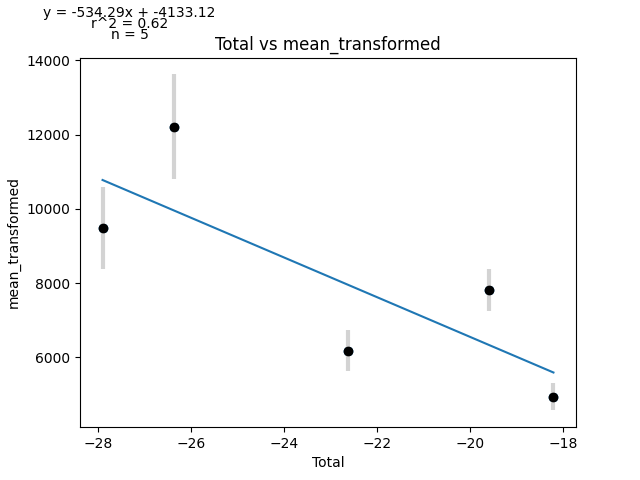 y = -534.29x + -4133.12
r^2 = 0.62
n = 5
Total vs mean_transformed
14000
12000
10000
8000
6000
mean_transformed
−28
−26
−24
−22
−20
−18
Total